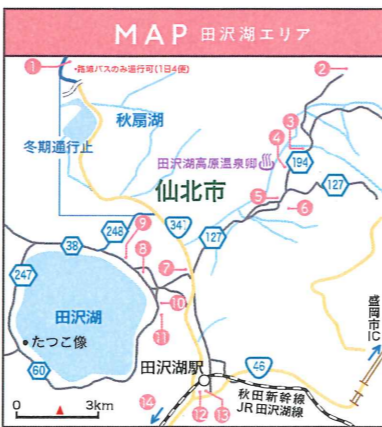 MAP 田沢湖エリア
1
・路線バスのみ通行可(1日4便)
2
秋扇湖
3
4
冬期通行止
田沢湖高原温泉郷
194
仙北市
127
5
6
9
248
341
127
38
8
7
247
田沢湖
10
11
・たつこ像
盛岡市IC
60
田沢湖駅
46
0
3km
秋田新幹線
JR田沢湖線
14
12
13